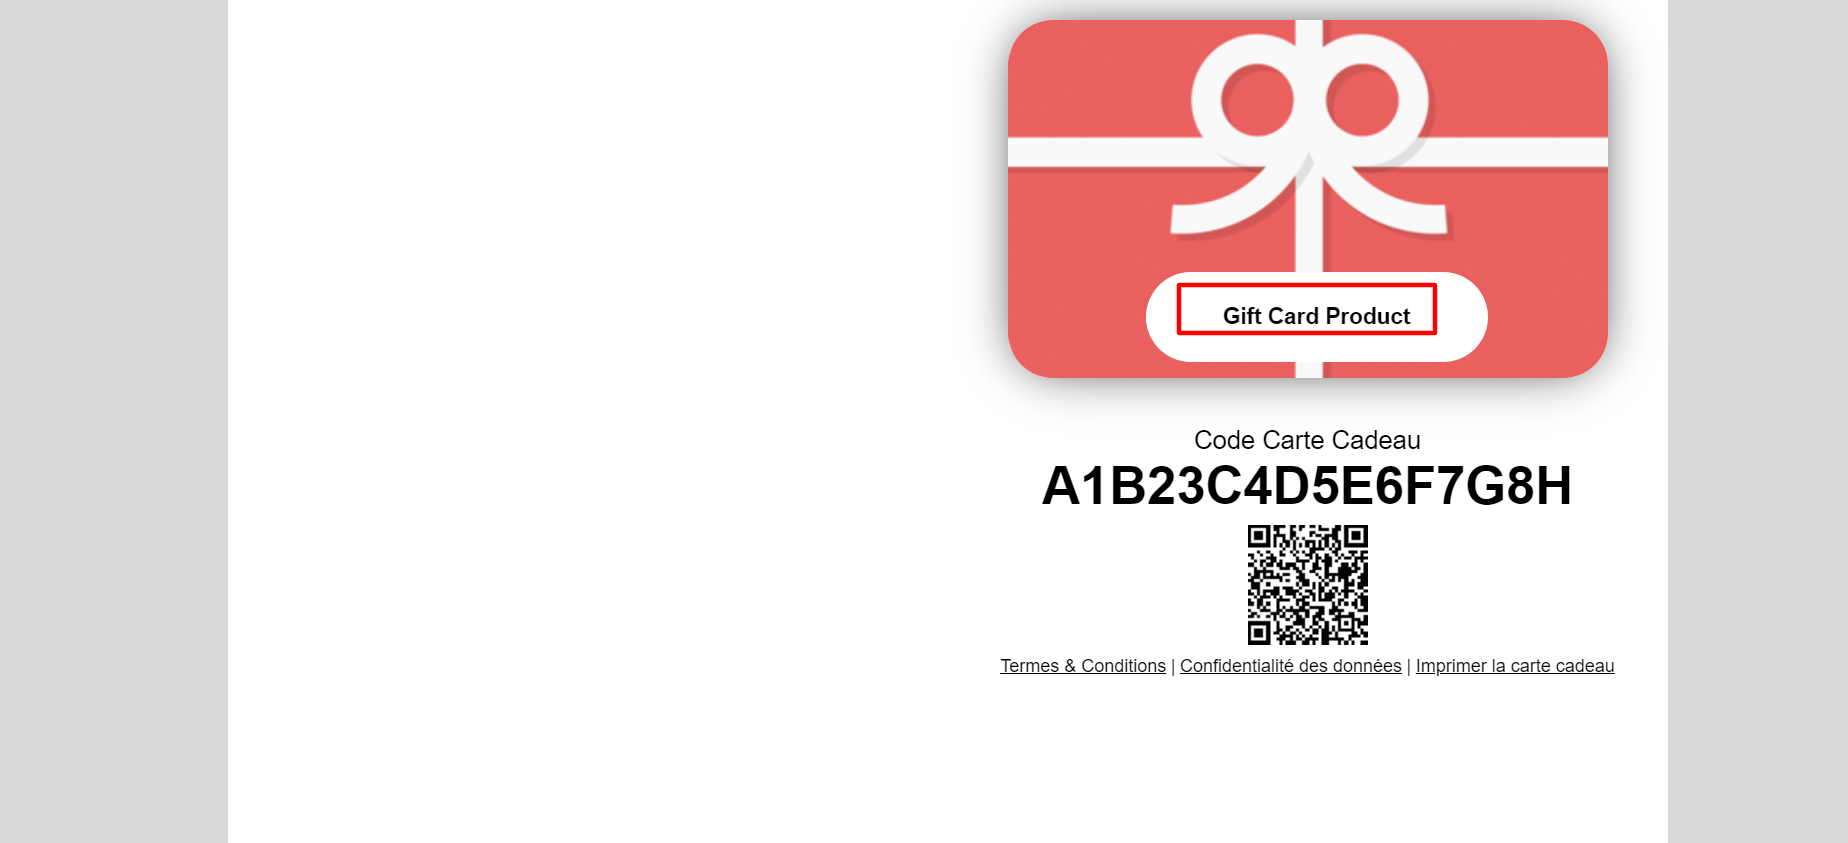 Gift Card Product
Code Carte Cadeau
A1B23C4D5E6F7G8H
Termes & Conditions | Confidentialité des données | Imprimer la carte cadeau